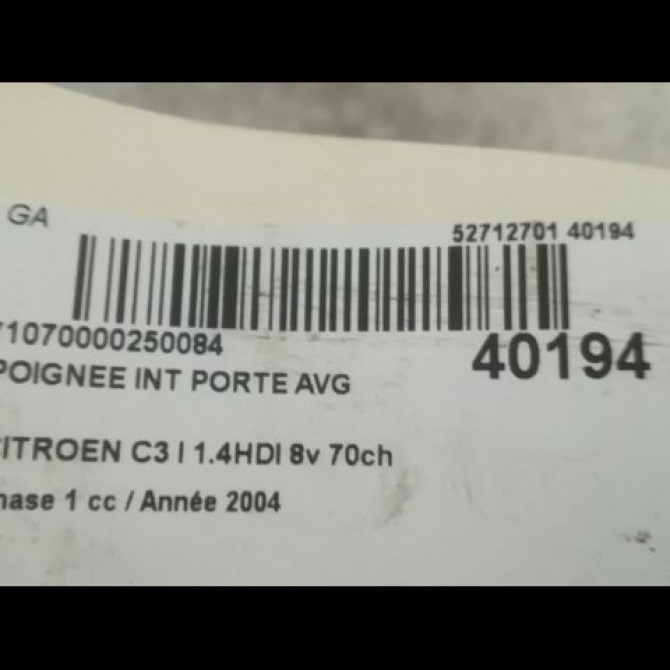 GA
52712701 40194
71070000250084
40194
POIGNEE INT PORTE AVG
CITROEN C3 I 1.4HDI 8v 70ch
hase 1 cc / Année 2004